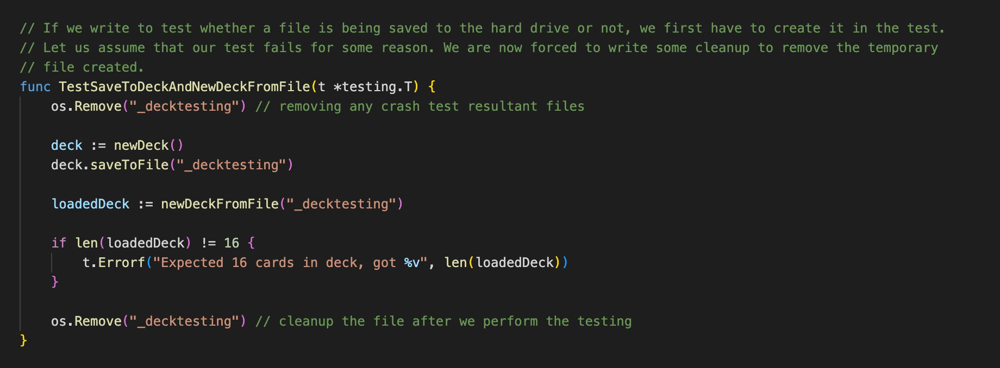 // If we write to test whether a file is being saved to the hard drive or not, we first have to create it in the test.
// Let us assume that our test fails for some reason. We are now forced to write some cleanup to remove the temporary
// file created.
func TestSaveToDeckAndNewDeckFromFile(t *testing.T) {
    os.Remove("_decktesting") // removing any crash test resultant files

    deck := newDeck()
    deck.saveToFile("_decktesting")

    loadedDeck := newDeckFromFile("_decktesting")

    if len(loadedDeck) != 16 {
        t.Errorf("Expected 16 cards in deck, got %v", len(loadedDeck))
    }

    os.Remove("_decktesting") // cleanup the file after we perform the testing
}